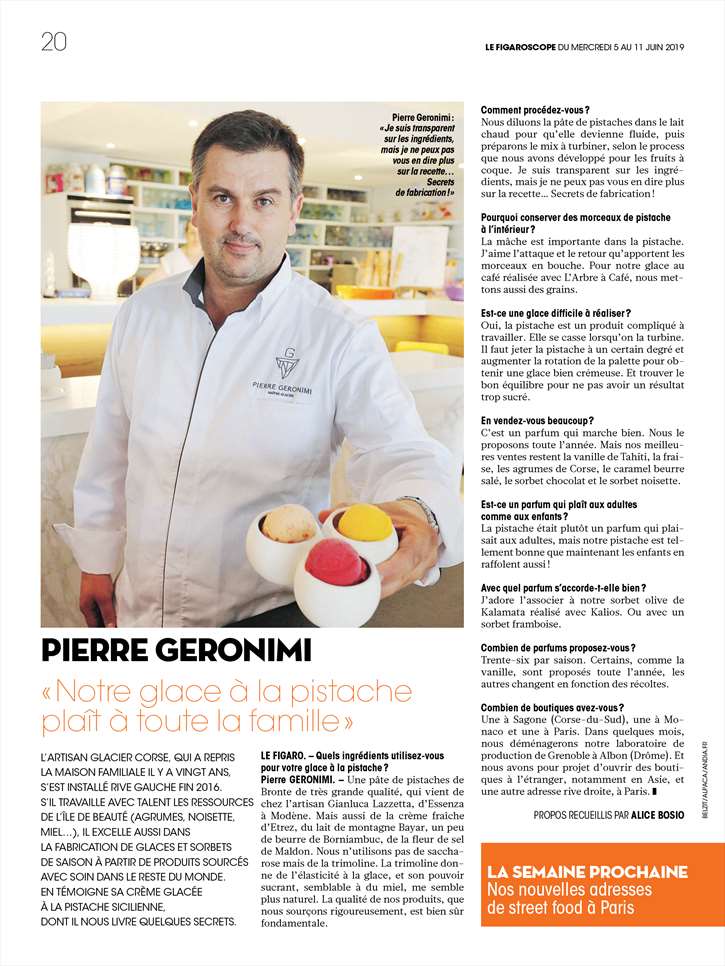 20
LE FIGAROSCOPE DU MERCREDI 5 AU 11 JUIN 2019
Pierre Geronimi :
« Je suis transparent
sur les ingrédients,
mais je ne peux pas
vous en dire plus
sur la recette…
Secrets
de fabrication ! »
G
PIERRE GERONIMI
MAÎTRE GLACIER
PIERRE GERONIMI
« Notre glace à la pistache
plaît à toute la famille »
L’ARTISAN GLACIER CORSE, QUI A REPRIS
LA MAISON FAMILIALE IL Y A VINGT ANS,
S’EST INSTALLÉ RIVE GAUCHE FIN 2016.
S’IL TRAVAILLE AVEC TALENT LES RESSOURCES
DE L’ÎLE DE BEAUTÉ (AGRUMES, NOISETTE,
MIEL…), IL EXCELLE AUSSI DANS
LA FABRICATION DE GLACES ET SORBETS
DE SAISON À PARTIR DE PRODUITS SOURCÉS
AVEC SOIN DANS LE RESTE DU MONDE.
EN TÉMOIGNE SA CRÈME GLACÉE
À LA PISTACHE SICILIENNE,
DONT IL NOUS LIVRE QUELQUES SECRETS.
LE FIGARO. – Quels ingrédients utilisez-vous
pour votre glace à la pistache ?
Pierre GERONIMI. – Une pâte de pistaches de
Bronte de très grande qualité, qui vient de
chez l’artisan Gianluca Lazzetta, d’Essenza
à Modène. Mais aussi de la crème fraîche
d’Etrez, du lait de montagne Bayar, un peu
de beurre de Borniambuc, de la fleur de sel
de Maldon. Nous n’utilisons pas de saccha-
rose mais de la trimoline. La trimoline don-
ne de l’élasticité à la glace, et son pouvoir
sucrant, semblable à du miel, me semble
plus naturel. La qualité de nos produits, que
nous sourçons rigoureusement, est bien sûr
fondamentale.
Comment procédez-vous ?
Nous diluons la pâte de pistaches dans le lait
chaud pour qu’elle devienne fluide, puis
préparons le mix à turbiner, selon le process
que nous avons développé pour les fruits à
coque. Je suis transparent sur les ingré-
dients, mais je ne peux pas vous en dire plus
sur la recette… Secrets de fabrication !
Pourquoi conserver des morceaux de pistache
à l’intérieur ?
La mâche est importante dans la pistache.
J’aime l’attaque et le retour qu’apportent les
morceaux en bouche. Pour notre glace au
café réalisée avec L’Arbre à Café, nous met-
tons aussi des grains.
Est-ce une glace difficile à réaliser ?
Oui, la pistache est un produit compliqué à
travailler. Elle se casse lorsqu’on la turbine.
Il faut jeter la pistache à un certain degré et
augmenter la rotation de la palette pour ob-
tenir une glace bien crémeuse. Et trouver le
bon équilibre pour ne pas avoir un résultat
trop sucré.
En vendez-vous beaucoup ?
C’est un parfum qui marche bien. Nous le
proposons toute l’année. Mais nos meilleu-
res ventes restent la vanille de Tahiti, la frai-
se, les agrumes de Corse, le caramel beurre
salé, le sorbet chocolat et le sorbet noisette.
Est-ce un parfum qui plaît aux adultes
comme aux enfants ?
La pistache était plutôt un parfum qui plai-
sait aux adultes, mais notre pistache est tel-
lement bonne que maintenant les enfants en
raffolent aussi !
Avec quel parfum s’accorde-t-elle bien ?
J’adore l’associer à notre sorbet olive de
Kalamata réalisé avec Kalios. Ou avec un
sorbet framboise.
Combien de parfums proposez-vous ?
Trente-six par saison. Certains, comme la
vanille, sont proposés toute l’année, les
autres changent en fonction des récoltes.
Combien de boutiques avez-vous ?
Une à Sagone (Corse-du-Sud), une à Mo-
naco et une à Paris. Dans quelques mois,
nous déménagerons notre laboratoire de
production de Grenoble à Albon (Drôme). Et
nous avons pour projet d’ouvrir des bouti-
ques à l’étranger, notamment en Asie, et
une autre adresse rive droite, à Paris.
PROPOS RECUEILLIS PAR ALICE BOSIO
BELZIT/ALPACA/ANDIA.FR
LA SEMAINE PROCHAINE
Nos nouvelles adresses
de street food à Paris